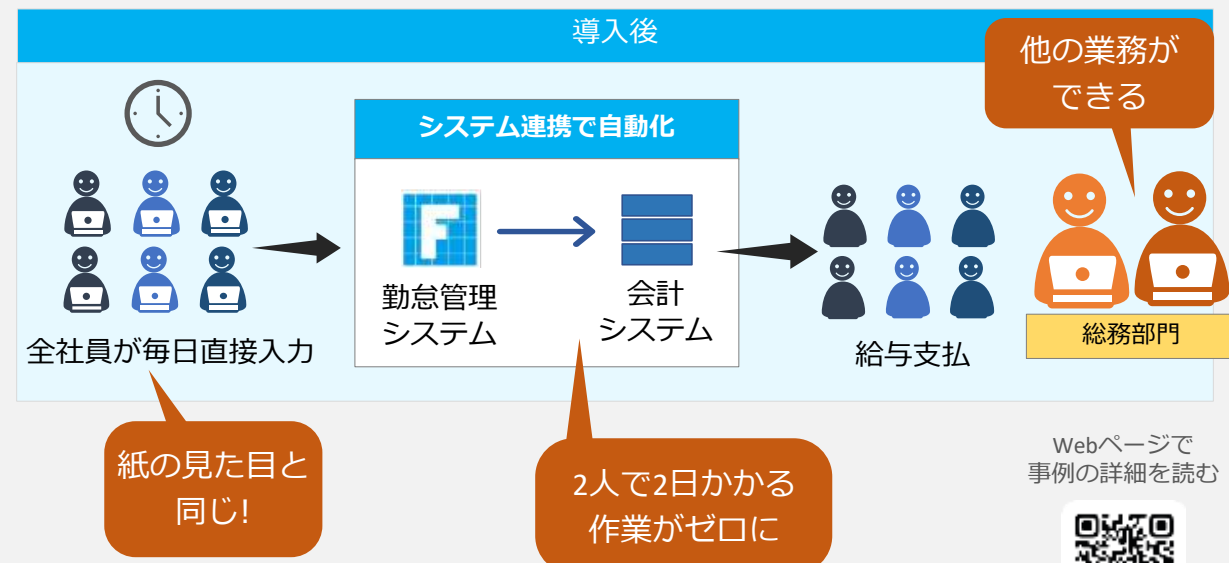 導入後
他の業務が
できる
システム連携で自動化
F
勤怠管理
システム
会計
システム
全社員が毎日直接入力
給与支払
総務部門
紙の見た目と
同じ!
2人で2日かかる
作業がゼロに
Webページで
事例の詳細を読む